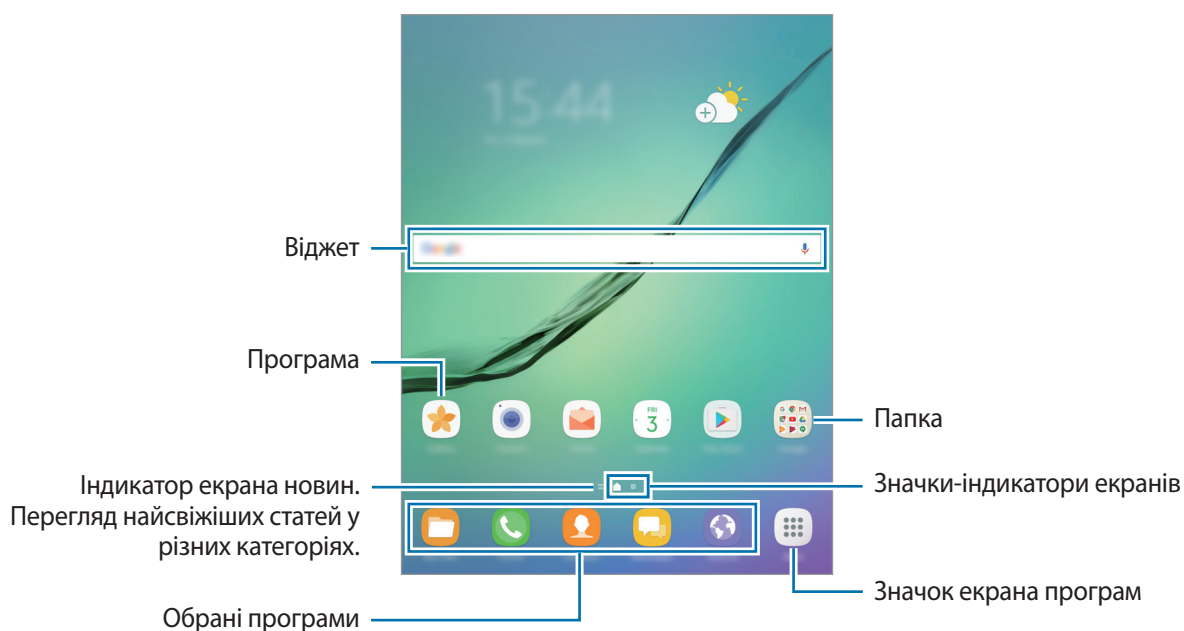 15:44
Віджет
Програма
FRI
3
Папка
Індикатор екрана новин.
Перегляд найсвіжіших статей у
різних категоріях.
Значки-індикатори екранів
Значок екрана програм
Обрані програми